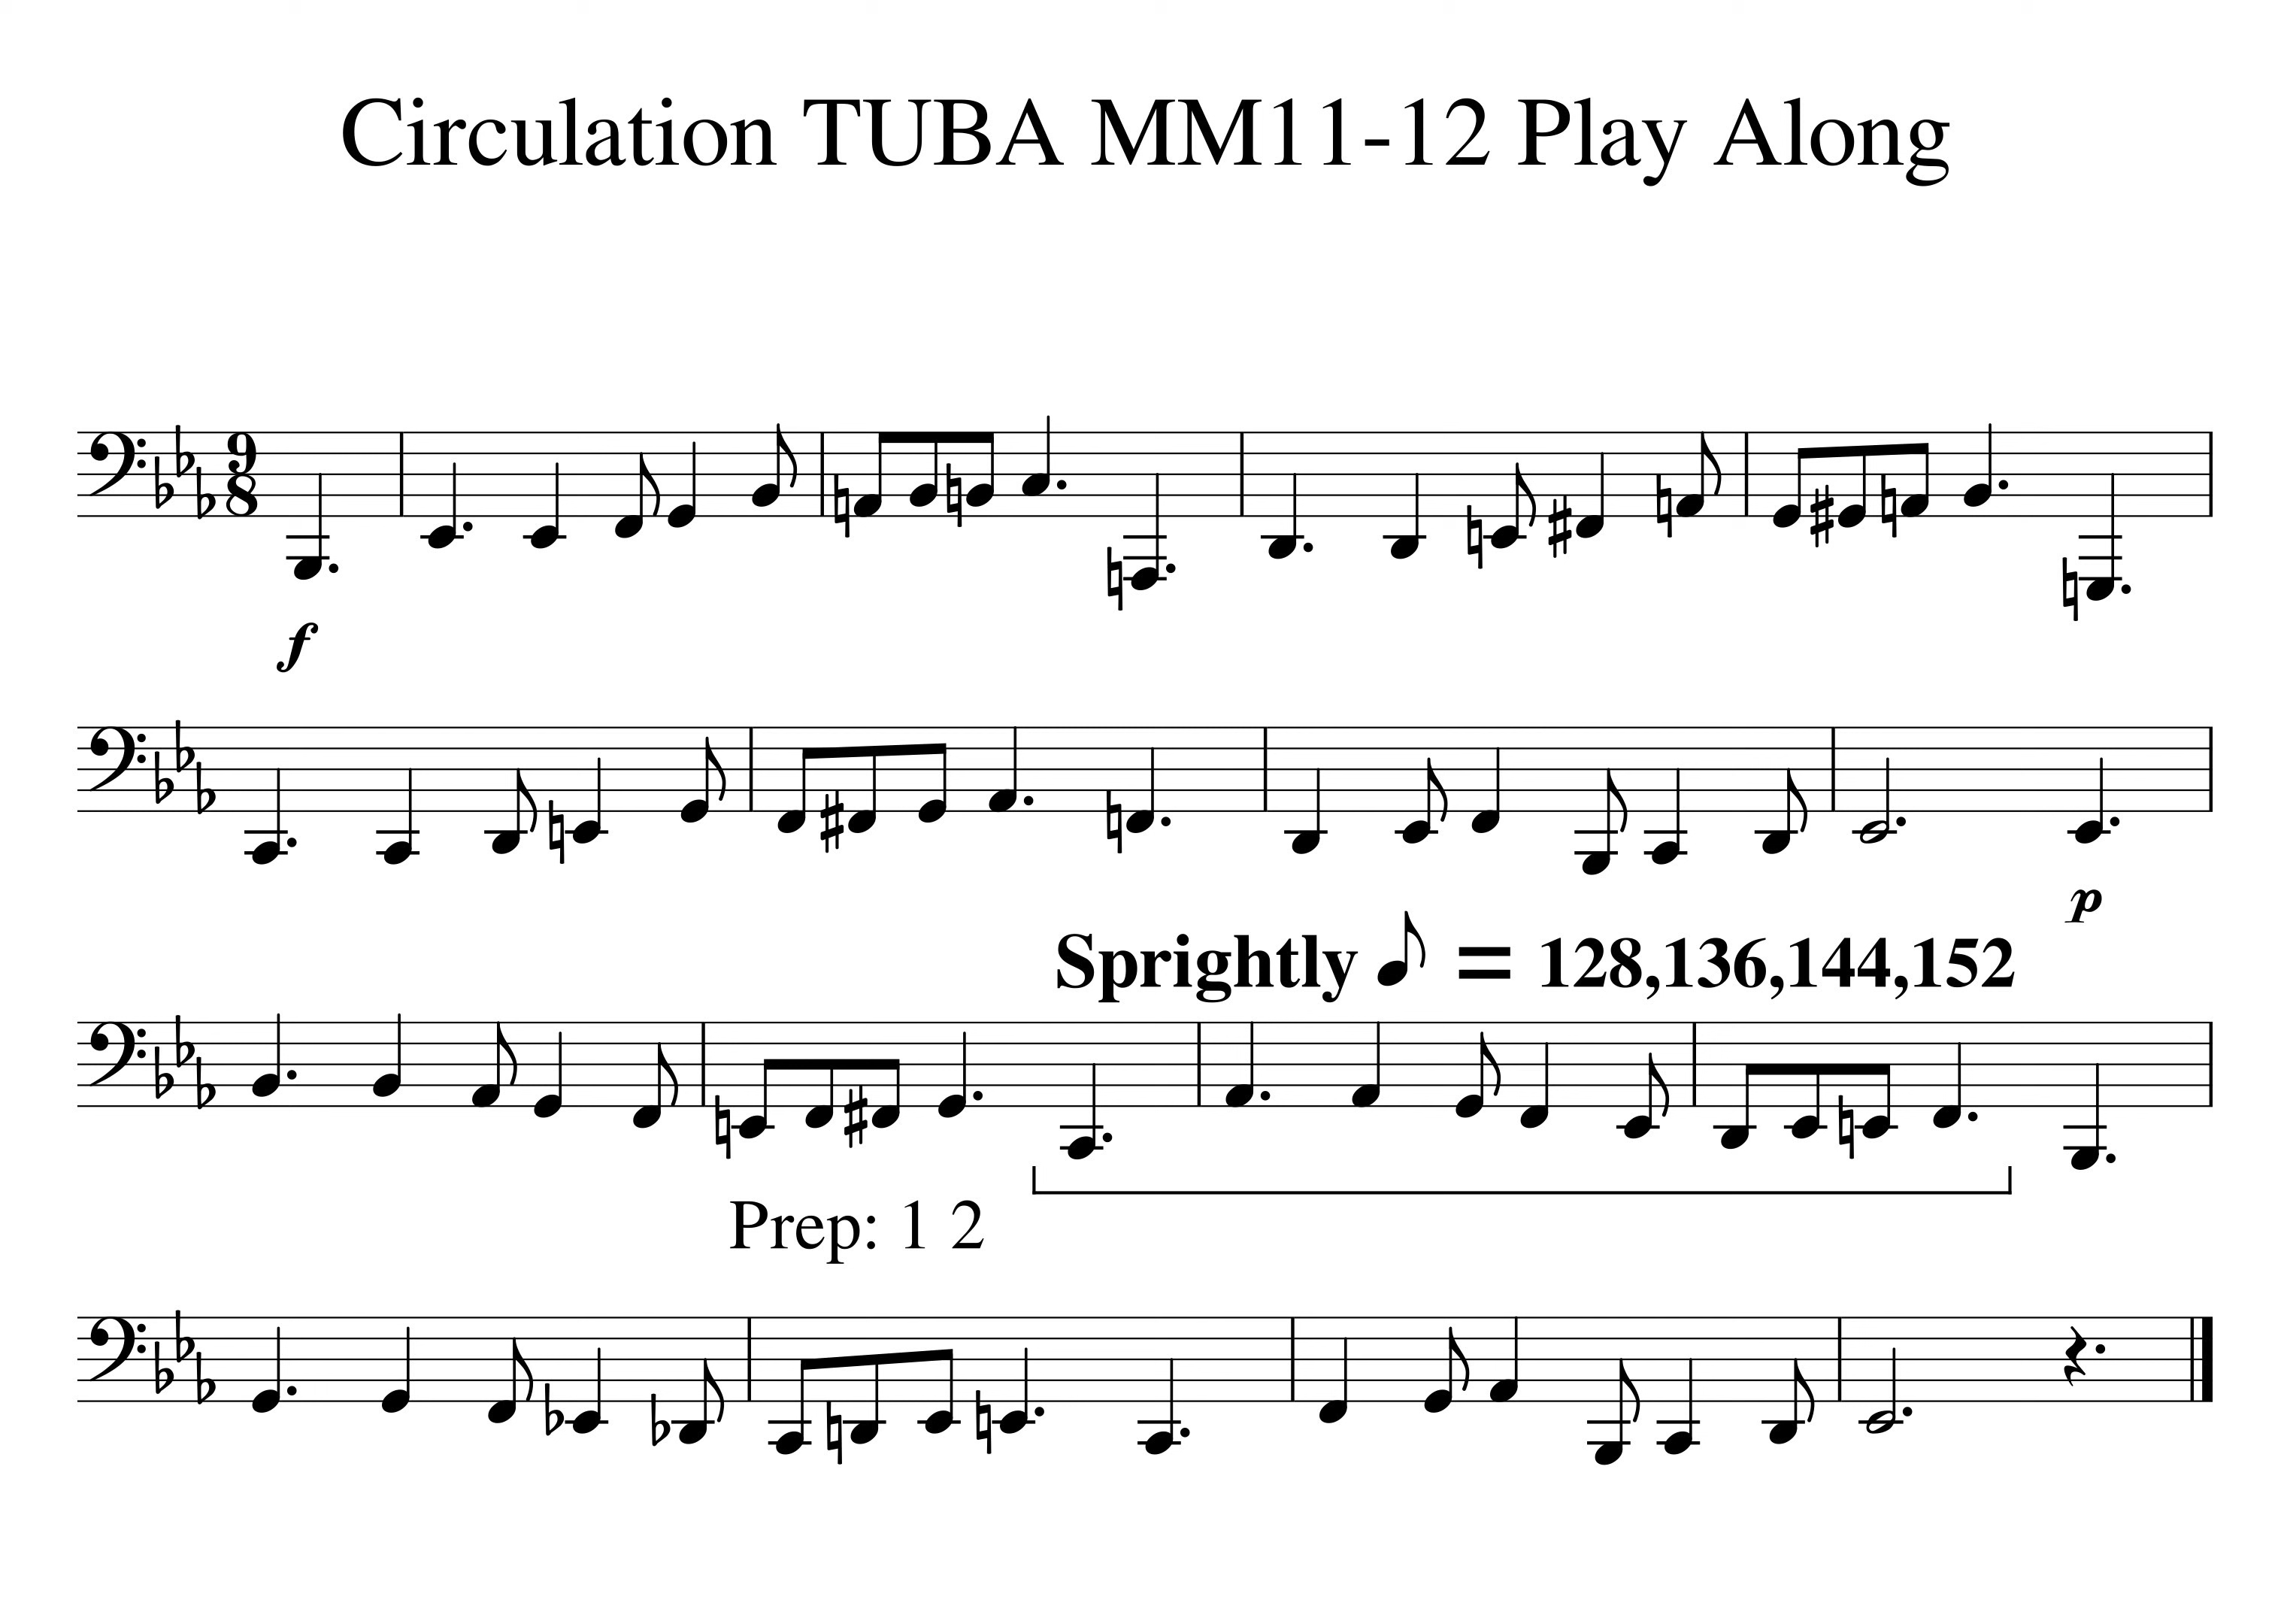 Circulation TUBA MM11-12 Play Along
9
8
f
p
Sprightly ♪ = 128,136,144,152
Prep: 1 2